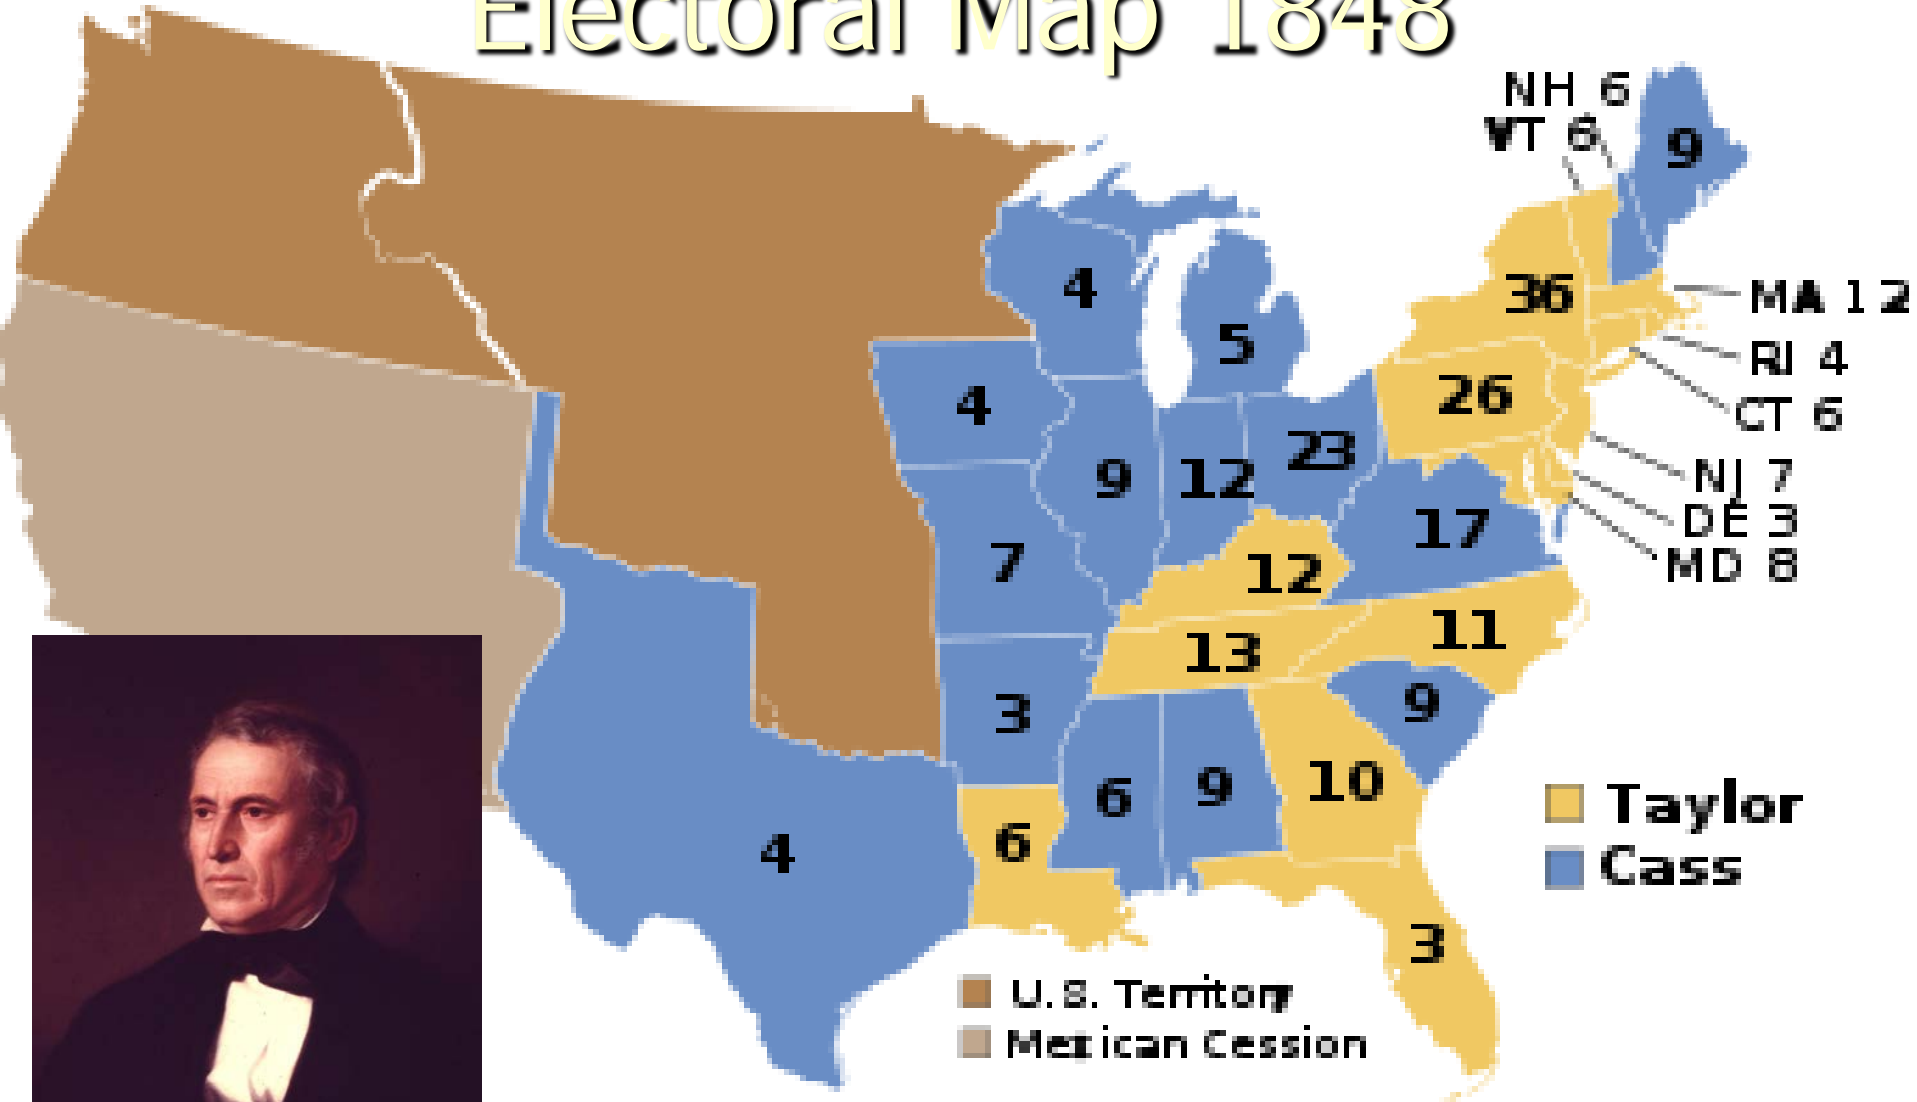 Electoral Map 1848
NH 6
VT 6
9
4
36
MA 12
5
RI 4
26
4
CT 6
23
9
12
NJ 7
17
DE 3
7
MD 8
12
11
13
9
3
10
6
9
Taylor
6
4
Cass
3
U.S. Territory
Mexican Cession